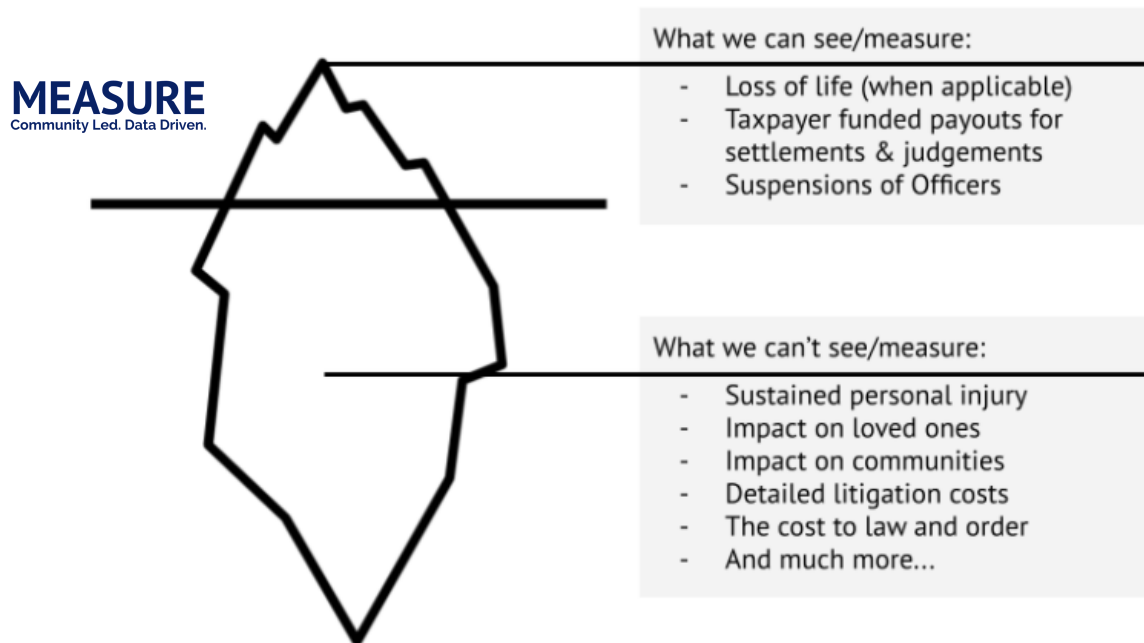 MEASURE
Community Led. Data Driven.
What we can see/measure:
- Loss of life (when applicable)
- Taxpayer funded payouts for
settlements & judgements
- Suspensions of Officers
What we can't see/measure:
- Sustained personal injury
- Impact on loved ones
- Impact on communities
- Detailed litigation costs
- The cost to law and order
- And much more...